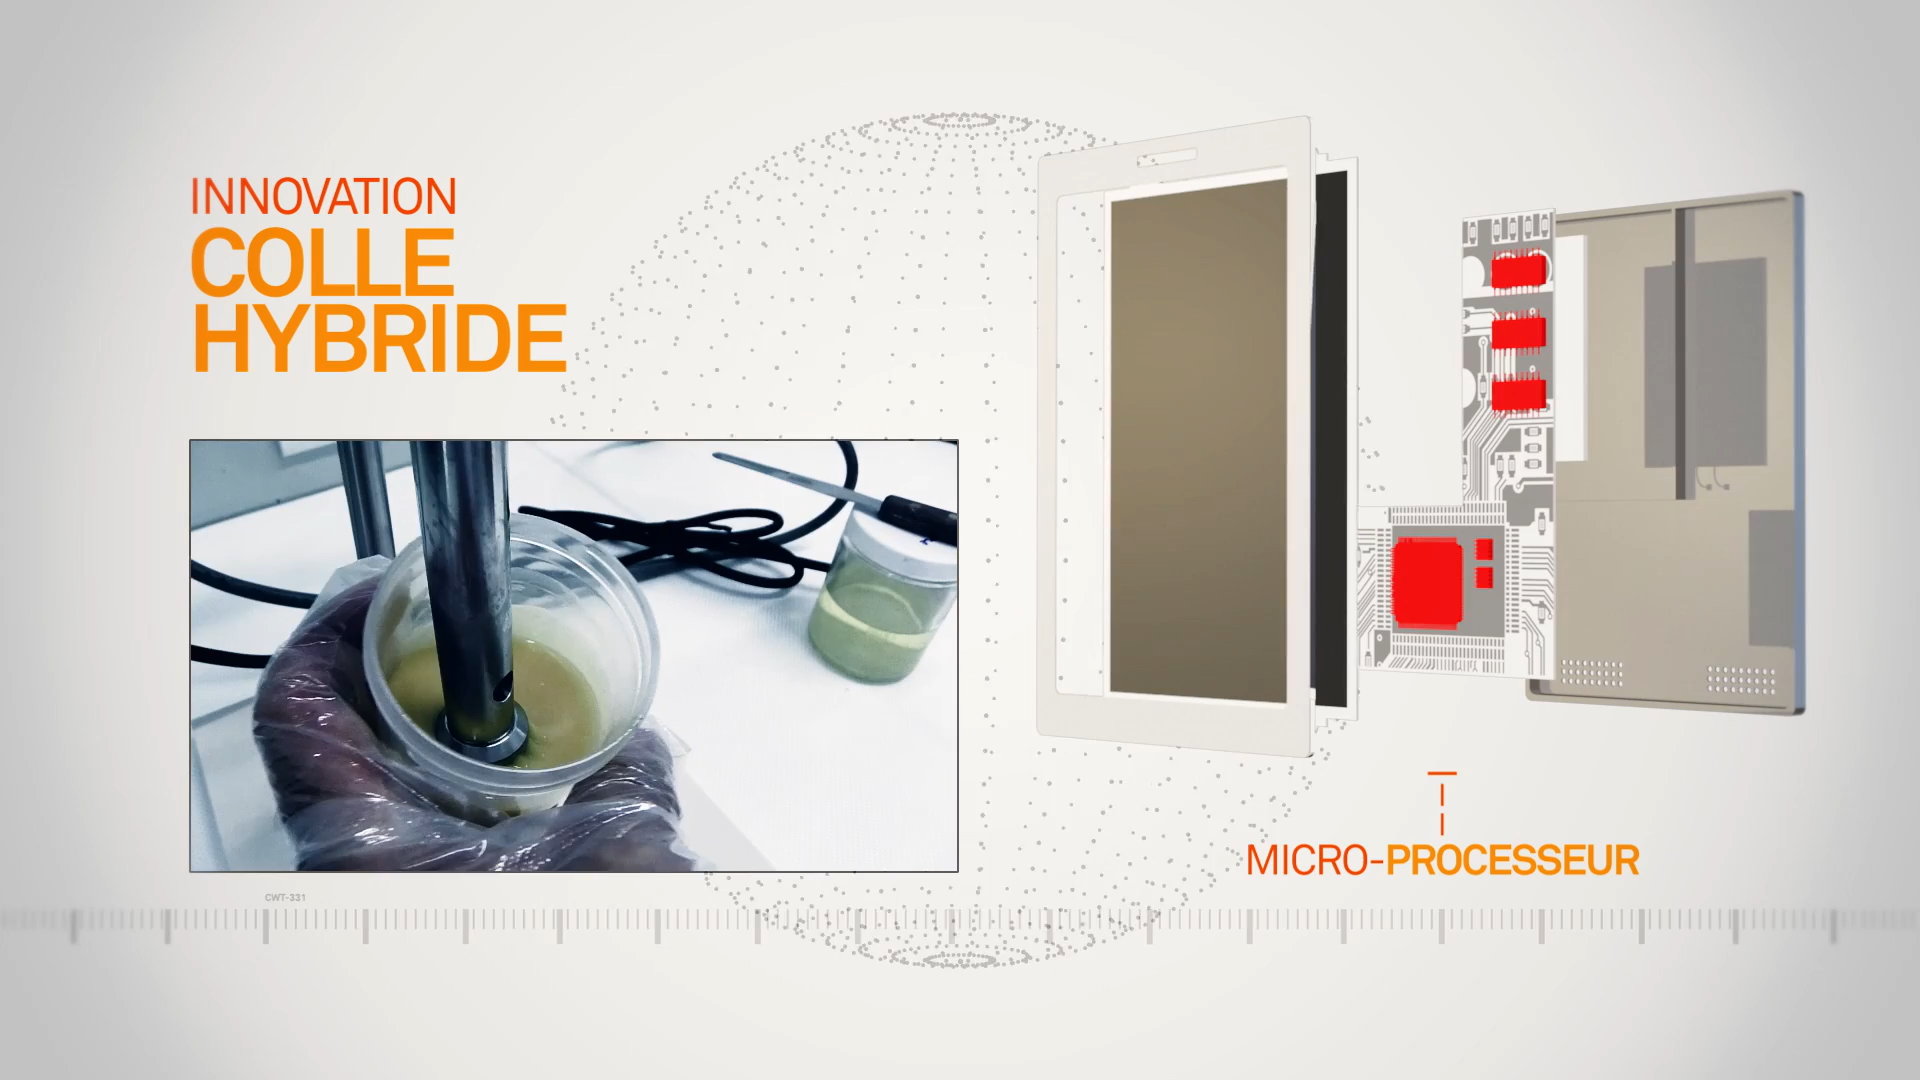 INNOVATION
COLLE
HYBRIDE
MICRO-PROCESSEUR
CWT-331